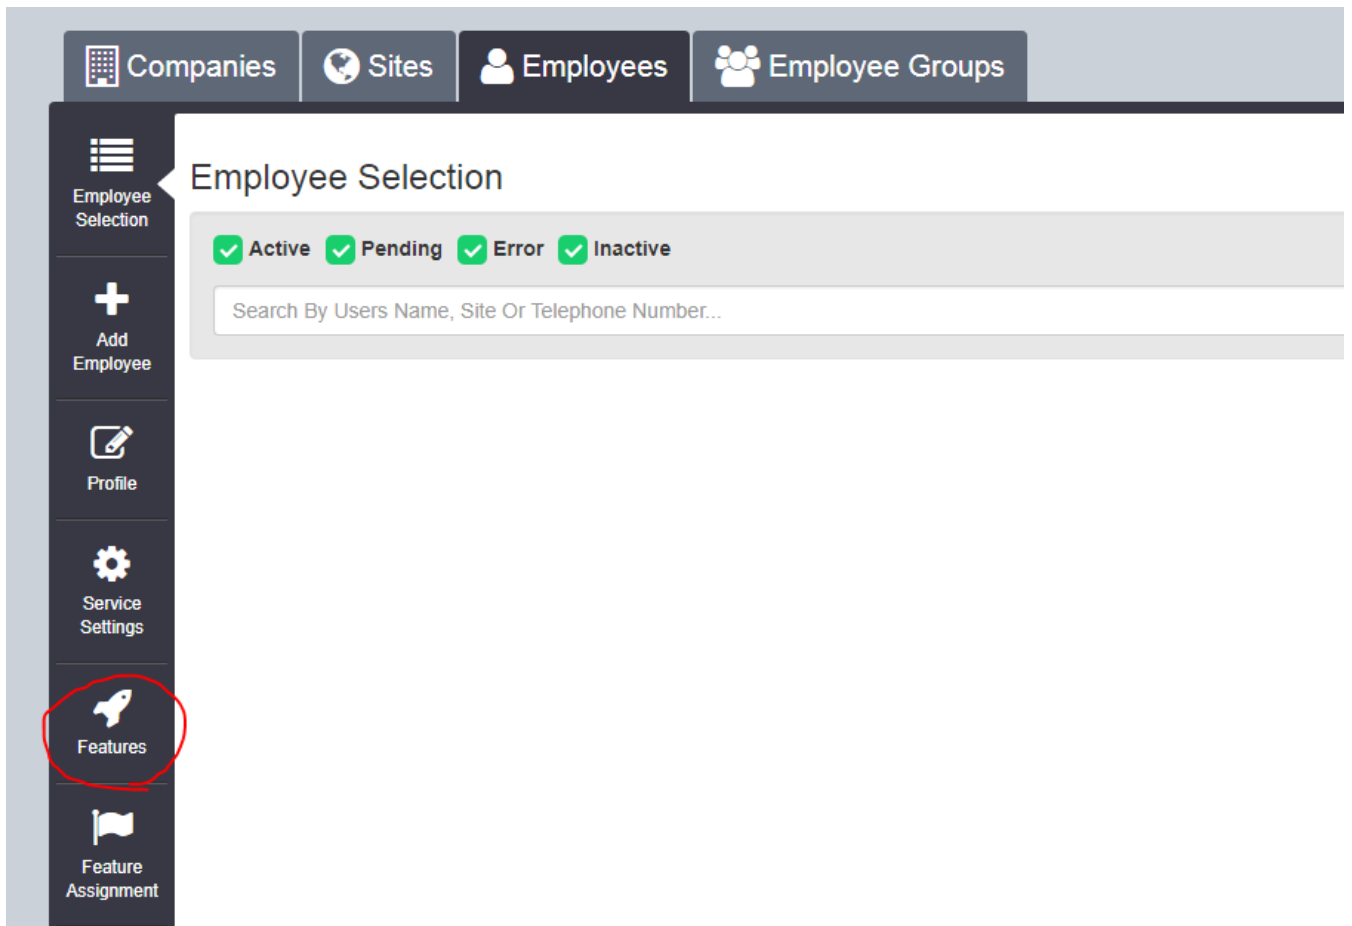 Companies
Sites
Employees
Employee Groups
Employee
Selection
Add
Employee
Profile
Service
Settings
Features
Feature
Assignment
Employee Selection
Active
Pending
Error
Inactive
Search By Users Name, Site Or Telephone Number...